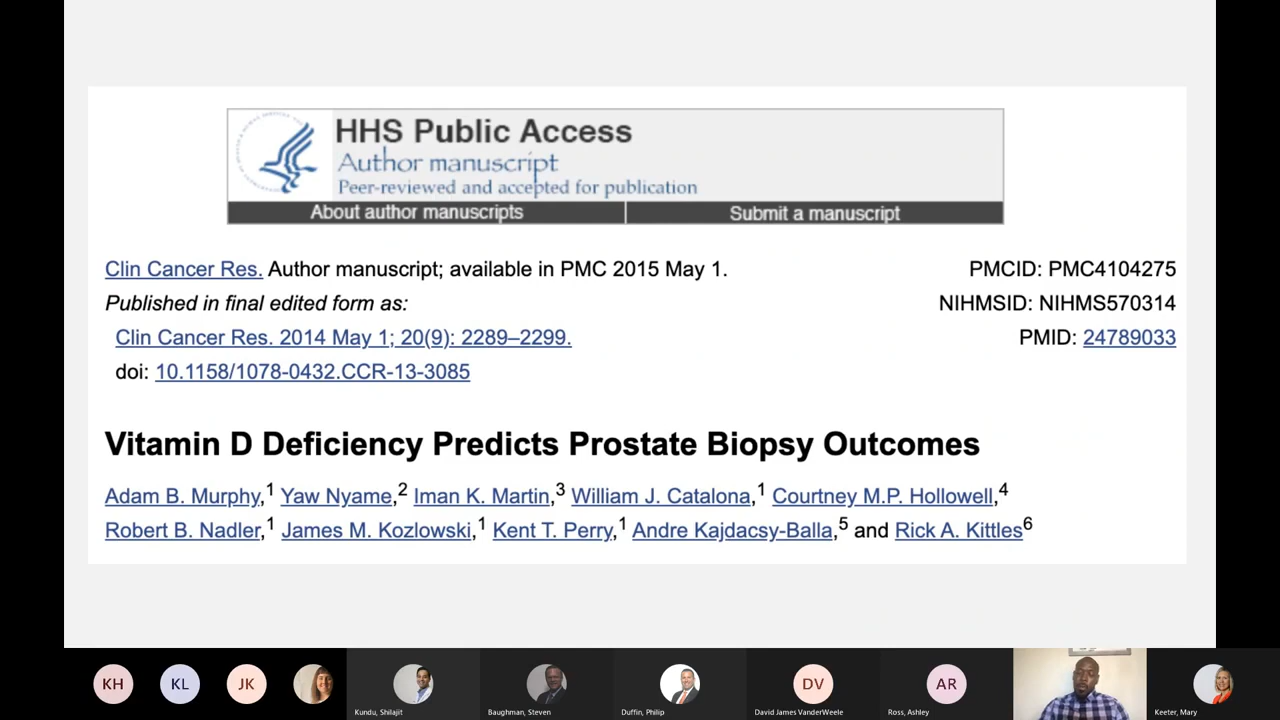 HHS Public Access
Author manuscript
Peer-reviewed and accepted for publication
About author manuscripts Submit a manuscript
Clin Cancer Res. Author manuscript; available in PMC 2015 May 1. PMCID: PMC4104275
Published in final edited form as: NIHMSID: NIHMS570314
Clin Cancer Res. 2014 May 1; 20(9): 2289–2299. PMID: 24789033
doi: 10.1158/1078-0432.CCR-13-3085
Vitamin D Deficiency Predicts Prostate Biopsy Outcomes
Adam B. Murphy,1 Yaw Nyame,2 Iman K. Martin,3 William J. Catalona,1 Courtney M.P. Hollowell,4
Robert B. Nadler,1 James M. Kozlowski,1 Kent T. Perry,1 Andre Kajdacsy-Balla,5 and Rick A. Kittles6
KH KL JK DV AR
Kundu, Shilajit Baughman, Steven Duffin, Philip David James VanderWeele Ross, Ashley Keeter, Mary